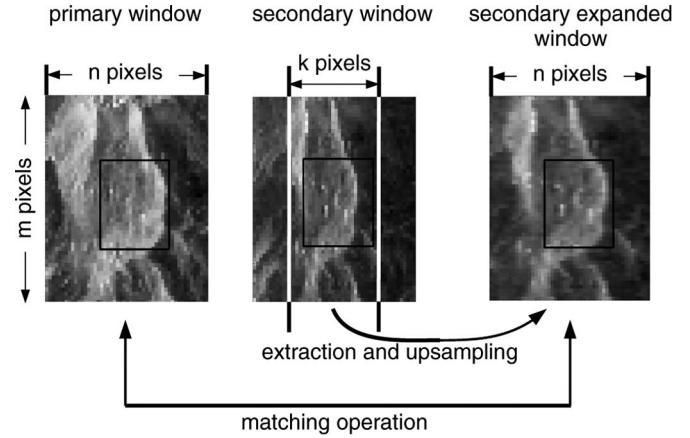 primary window
secondary window
secondary expanded
window
n pixels
k pixels
n pixels
m pixels
extraction and upsampling
matching operation